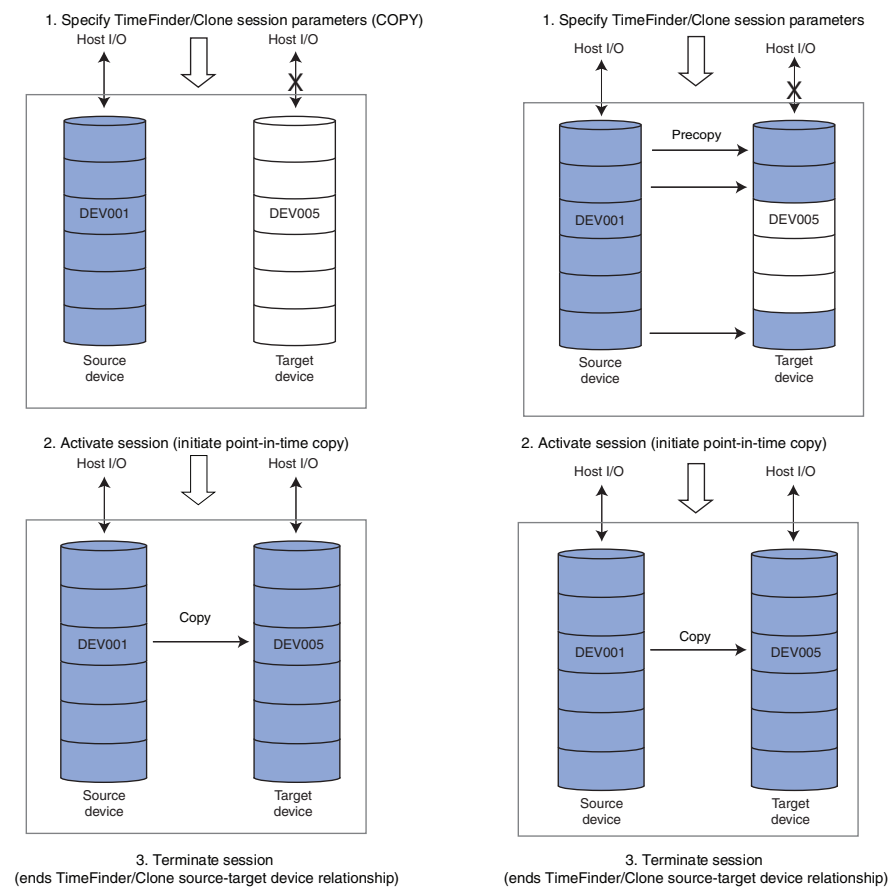 1. Specify TimeFinder/Clone session parameters (COPY)
Host I/O
Host I/O
X
DEV001
DEV005
Source
device
Target
device
2. Activate session (initiate point-in-time copy)
Host I/O
Host I/O
Copy
DEV001
DEV005
Source
device
Target
device
3. Terminate session
(ends TimeFinder/Clone source-target device relationship)
1. Specify TimeFinder/Clone session parameters
Host I/O
Host I/O
X
Precopy
DEV001
DEV005
Source
device
Target
device
2. Activate session (initiate point-in-time copy)
Host I/O
Host I/O
Copy
DEV001
DEV005
Source
device
Target
device
3. Terminate session
(ends TimeFinder/Clone source-target device relationship)